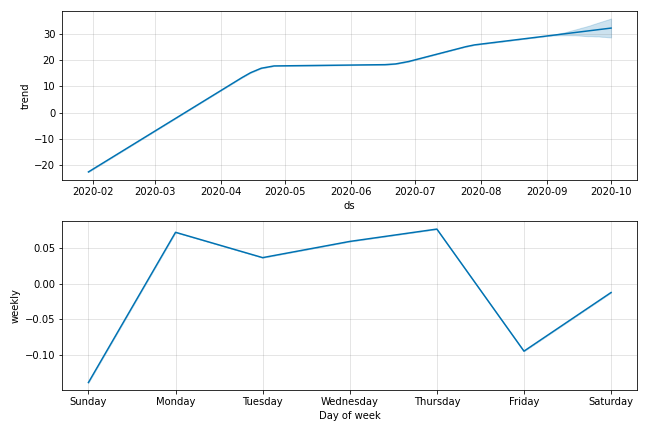 30
20
10
0
−10
−20
trend
2020-02 2020-03 2020-04 2020-05 2020-06 2020-07 2020-08 2020-09 2020-10
ds
0.05
0.00
−0.05
−0.10
weekly
Sunday Monday Tuesday Wednesday Thursday Friday Saturday
Day of week